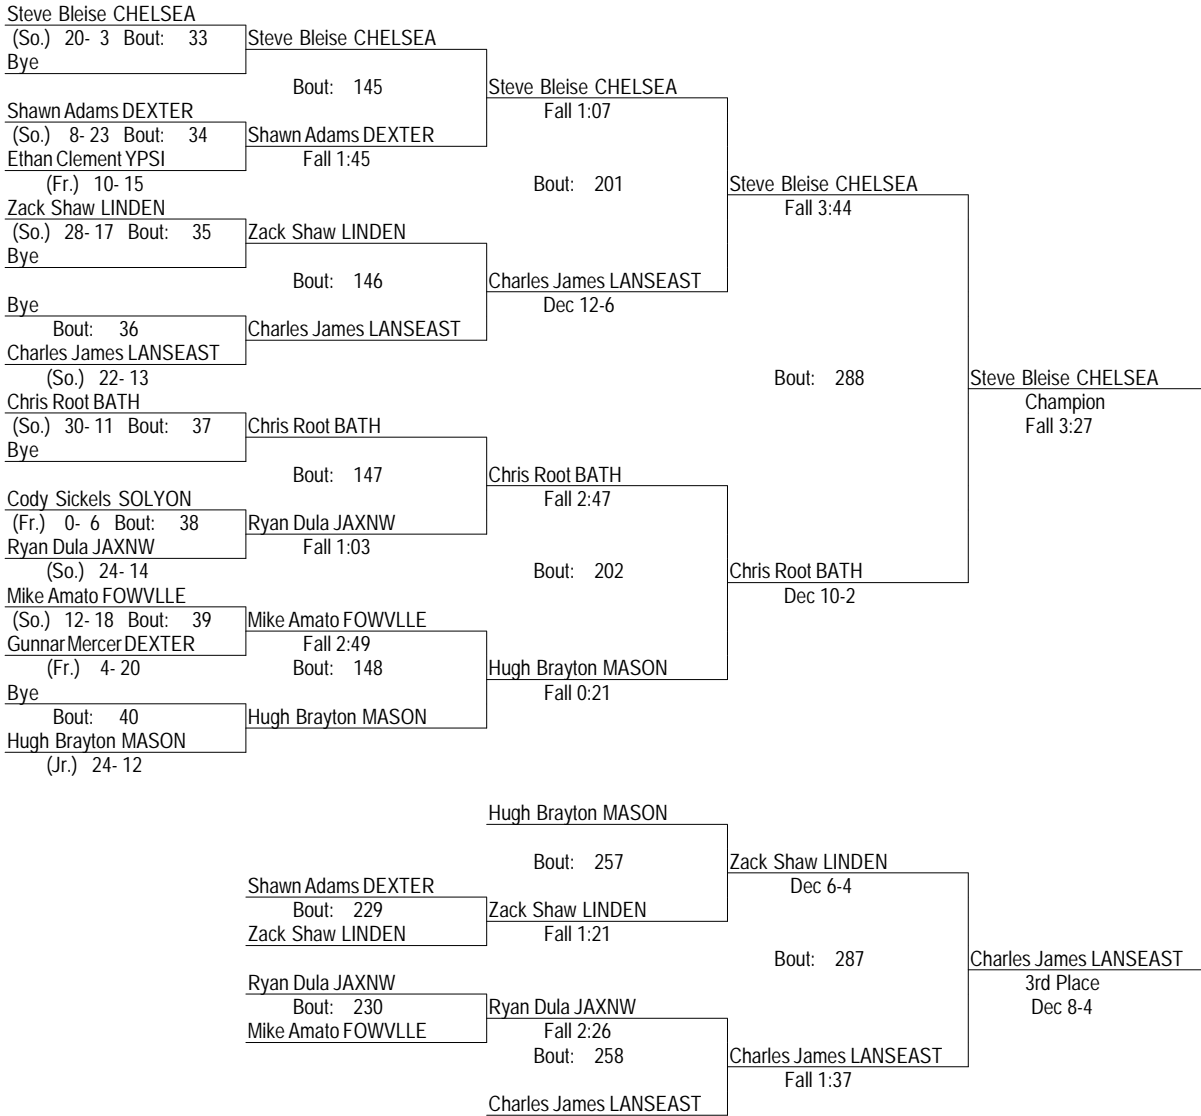 Steve Bleise CHELSEA
(So.) 20- 3 Bout: 33
Steve Bleise CHELSEA
Bye
Bout: 145
Steve Bleise CHELSEA
Shawn Adams DEXTER
Fall 1:07
(So.) 8- 23 Bout: 34
Shawn Adams DEXTER
Ethan Clement YPSI
Fall 1:45
(Fr.) 10- 15
Bout: 201
Steve Bleise CHELSEA
Zack Shaw LINDEN
Fall 3:44
(So.) 28- 17 Bout: 35
Zack Shaw LINDEN
Bye
Bout: 146
Charles James LANSEAST
Bye
Dec 12-6
Bout: 36
Charles James LANSEAST
Charles James LANSEAST
(So.) 22- 13
Bout: 288
Steve Bleise CHELSEA
Chris Root BATH
Champion
(So.) 30- 11 Bout: 37
Chris Root BATH
Fall 3:27
Bye
Bout: 147
Chris Root BATH
Cody Sickels SOLYON
Fall 2:47
(Fr.) 0- 6 Bout: 38
Ryan Dula JAXNW
Ryan Dula JAXNW
Fall 1:03
(So.) 24- 14
Bout: 202
Chris Root BATH
Mike Amato FOWVLLE
Dec 10-2
(So.) 12- 18 Bout: 39
Mike Amato FOWVLLE
Gunnar Mercer DEXTER
Fall 2:49
(Fr.) 4- 20
Bout: 148
Hugh Brayton MASON
Bye
Fall 0:21
Bout: 40
Hugh Brayton MASON
Hugh Brayton MASON
(Jr.) 24- 12
Hugh Brayton MASON
Bout: 257
Zack Shaw LINDEN
Shawn Adams DEXTER
Dec 6-4
Bout: 229
Zack Shaw LINDEN
Zack Shaw LINDEN
Fall 1:21
Bout: 287
Charles James LANSEAST
Ryan Dula JAXNW
3rd Place
Bout: 230
Ryan Dula JAXNW
Dec 8-4
Mike Amato FOWVLLE
Fall 2:26
Bout: 258
Charles James LANSEAST
Fall 1:37
Charles James LANSEAST